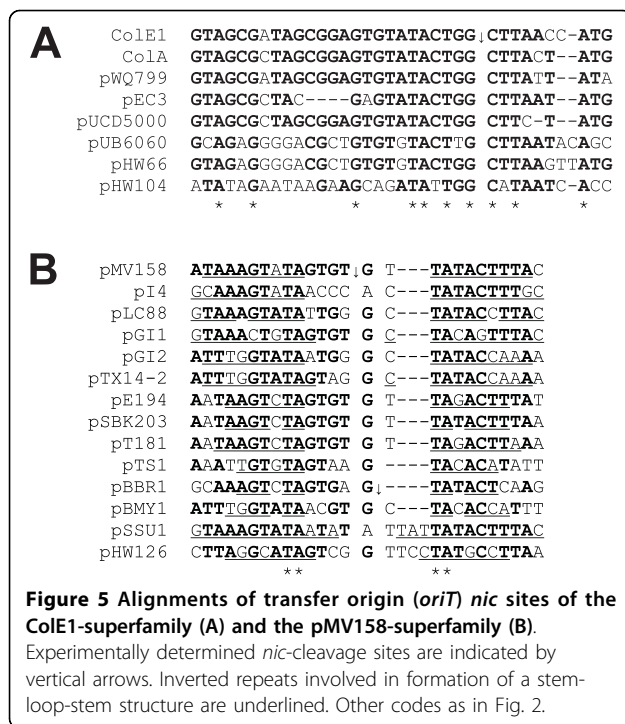 A
ColE1 GTAGCGATAGCGGAGTGTATACTGG↓CTTAACC-ATG
ColA GTAGCGATAGCGGAGTGTATACTGG CTTACT--ATG
pWQ799 GTAGCGATAGCGGAGTGTATACTGG CTTATT--ATA
pEC3 GTAGCGCTAC----GAGTATACTGG CTTAAT--ATG
pUCD5000 GTAGCGCTAGCGGAGTGTATACTGG CTTC-T--ATG
pUB6060 GCAGAGGGGACGCTGTGTGTACTTG CTTAATACAGC
pHW66 GTAGAGGGGACGCTGTGTGTACTGG CTTAAGTTATG
pHW104 ATATAGAATAAGAAGCAGATATTGG CATAATC-ACC
* * * ** * * * * *
B
pMV158 ATAAAGTATAGTGT↓G T---TATACTTTAC
pI4 GCAAAGTATAACCC A C---TATACTTTGC
pLC88 GTAAAGTATATTGG G C---TATACCTTAC
pGI1 GTAAACTGTAGTGT G C---TACAGTTTAC
pGI2 ATTTGGTATAATGG G C---TATACCAAAA
pTX14-2 ATTTGGTATAGTAG G C---TATACCAAAA
pE194 AATAAGTCTAGTGT G T---TAGACTTTAT
pSBK203 AATAAGTCTAGTGT G T---TATACTTTAA
pT181 AATAAGTCTAGTGT G T---TAGACTTAAA
pTS1 AAATTGTGTAGTAA G ----TACACATATT
pBBR1 GCAAAGTCTAGTGAG↓----TATACTCAAG
pBMY1 ATTTGGTATAACGT G C---TACACCATTT
pSSU1 GTAAAGTATAATAT A TTATTATACTTTAC
pHW126 CTTAGGCATAGTCG G TTCCTATGCCTTAA
** **
Figure 5 Alignments of transfer origin (oriT) nic sites of the
ColE1-superfamily (A) and the pMV158-superfamily (B).
Experimentally determined nic-cleavage sites are indicated by
vertical arrows. Inverted repeats involved in formation of a stem-
loop-stem structure are underlined. Other codes as in Fig. 2.